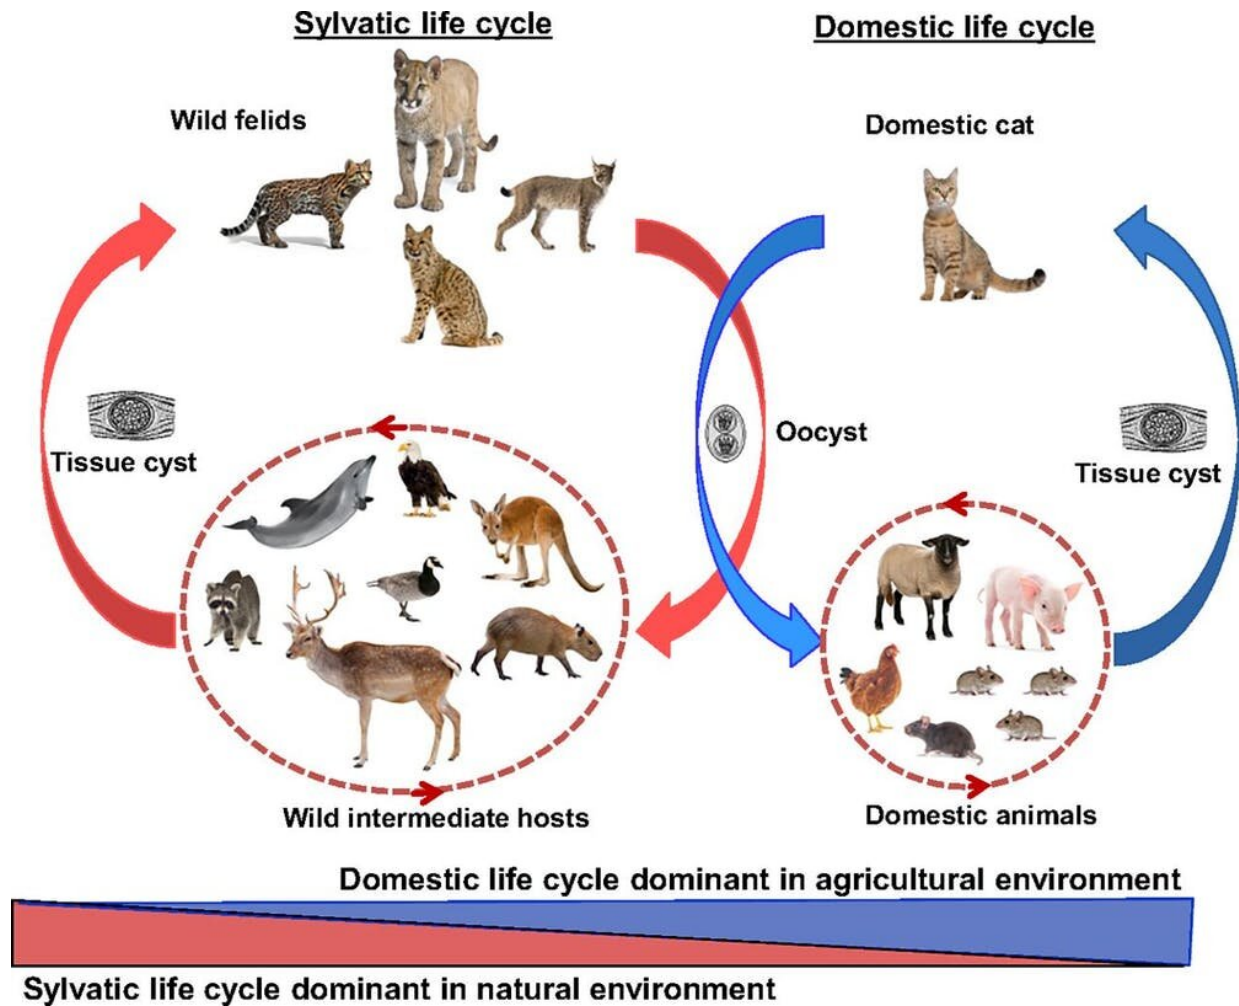 Sylvatic life cycle
Domestic life cycle
Wild felids
Domestic cat
Tissue cyst
Oocyst
Tissue cyst
Wild intermediate hosts
Domestic animals
Domestic life cycle dominant in agricultural environment
Sylvatic life cycle dominant in natural environment